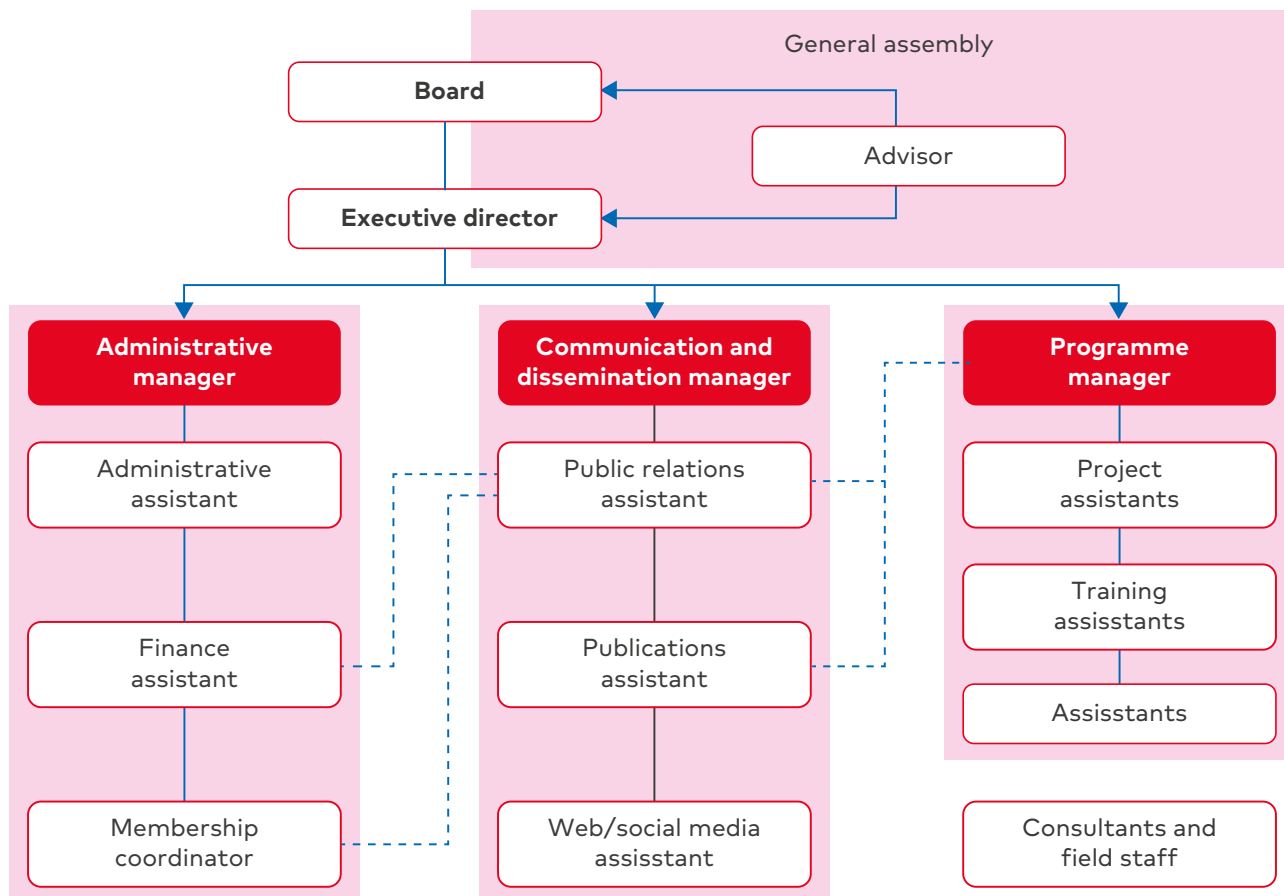 General assembly
Board
Advisor
Executive director
Administrative
manager
Communication and
dissemination manager
Programme
manager
Administrative
assistant
Public relations
assistant
Project
assistants
Training
assisstants
Finance
assistant
Publications
assistant
Assisstants
Membership
coordinator
Web/social media
assisstant
Consultants and
field staff